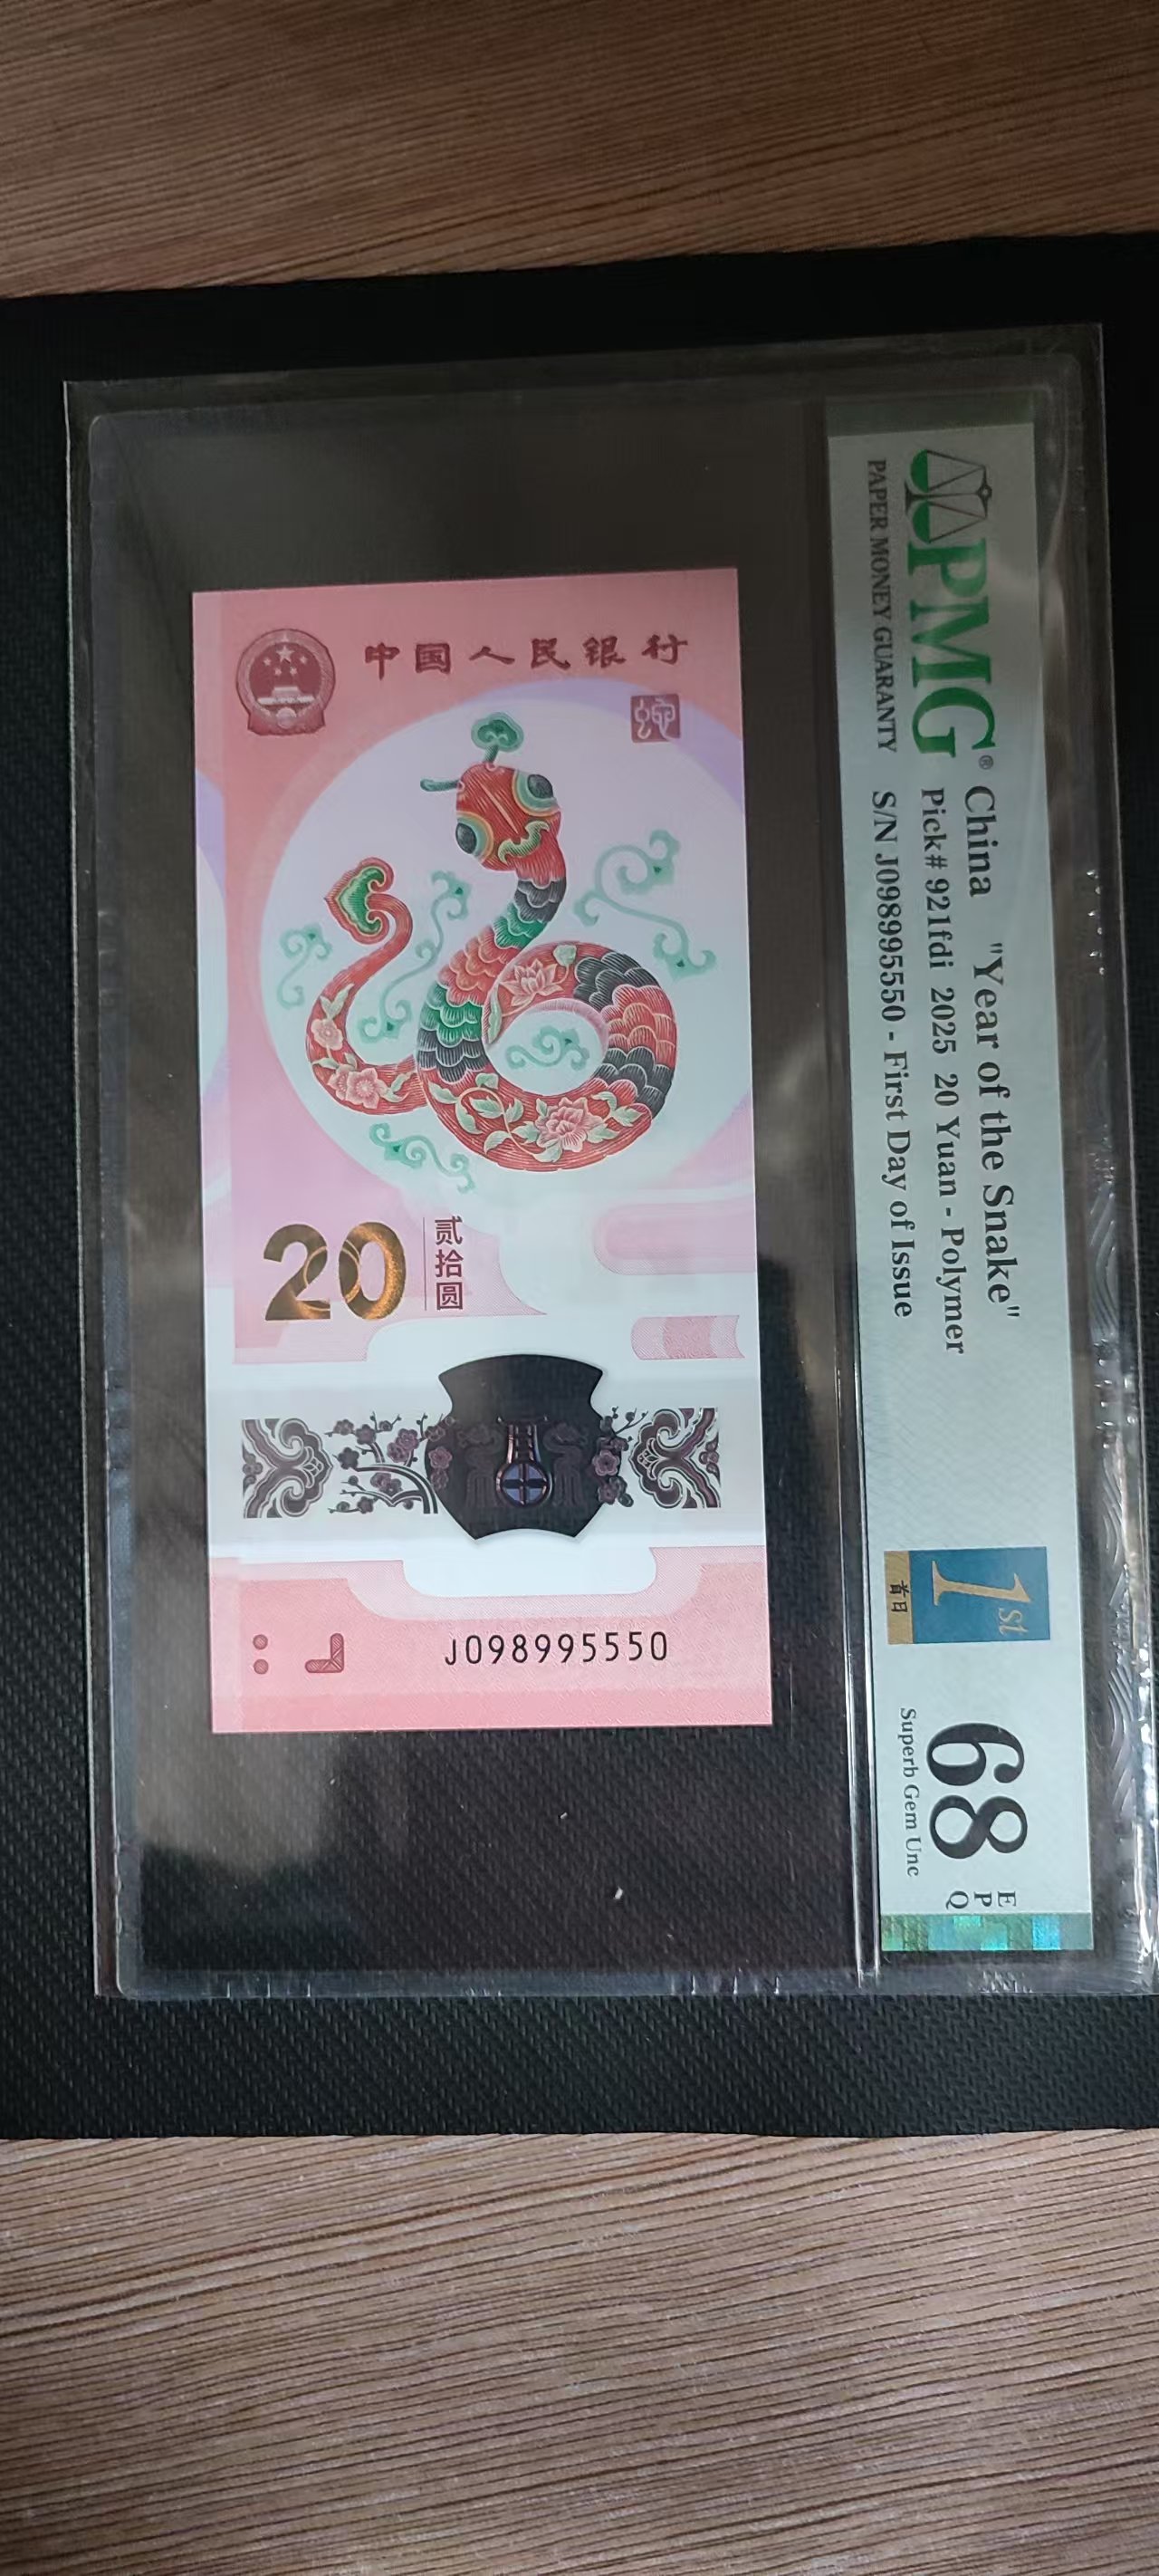 PMG®
PAPER MONEY GUARANTY
China "Year of the Snake"
Pick# 921fdi 2025 20 Yuan - Polymer
S/N J098995550 - First Day of Issue
1st
首日
68
EPQ
Superb Gem Unc
中国人民银行
蛇
20
贰拾圆
J098995550